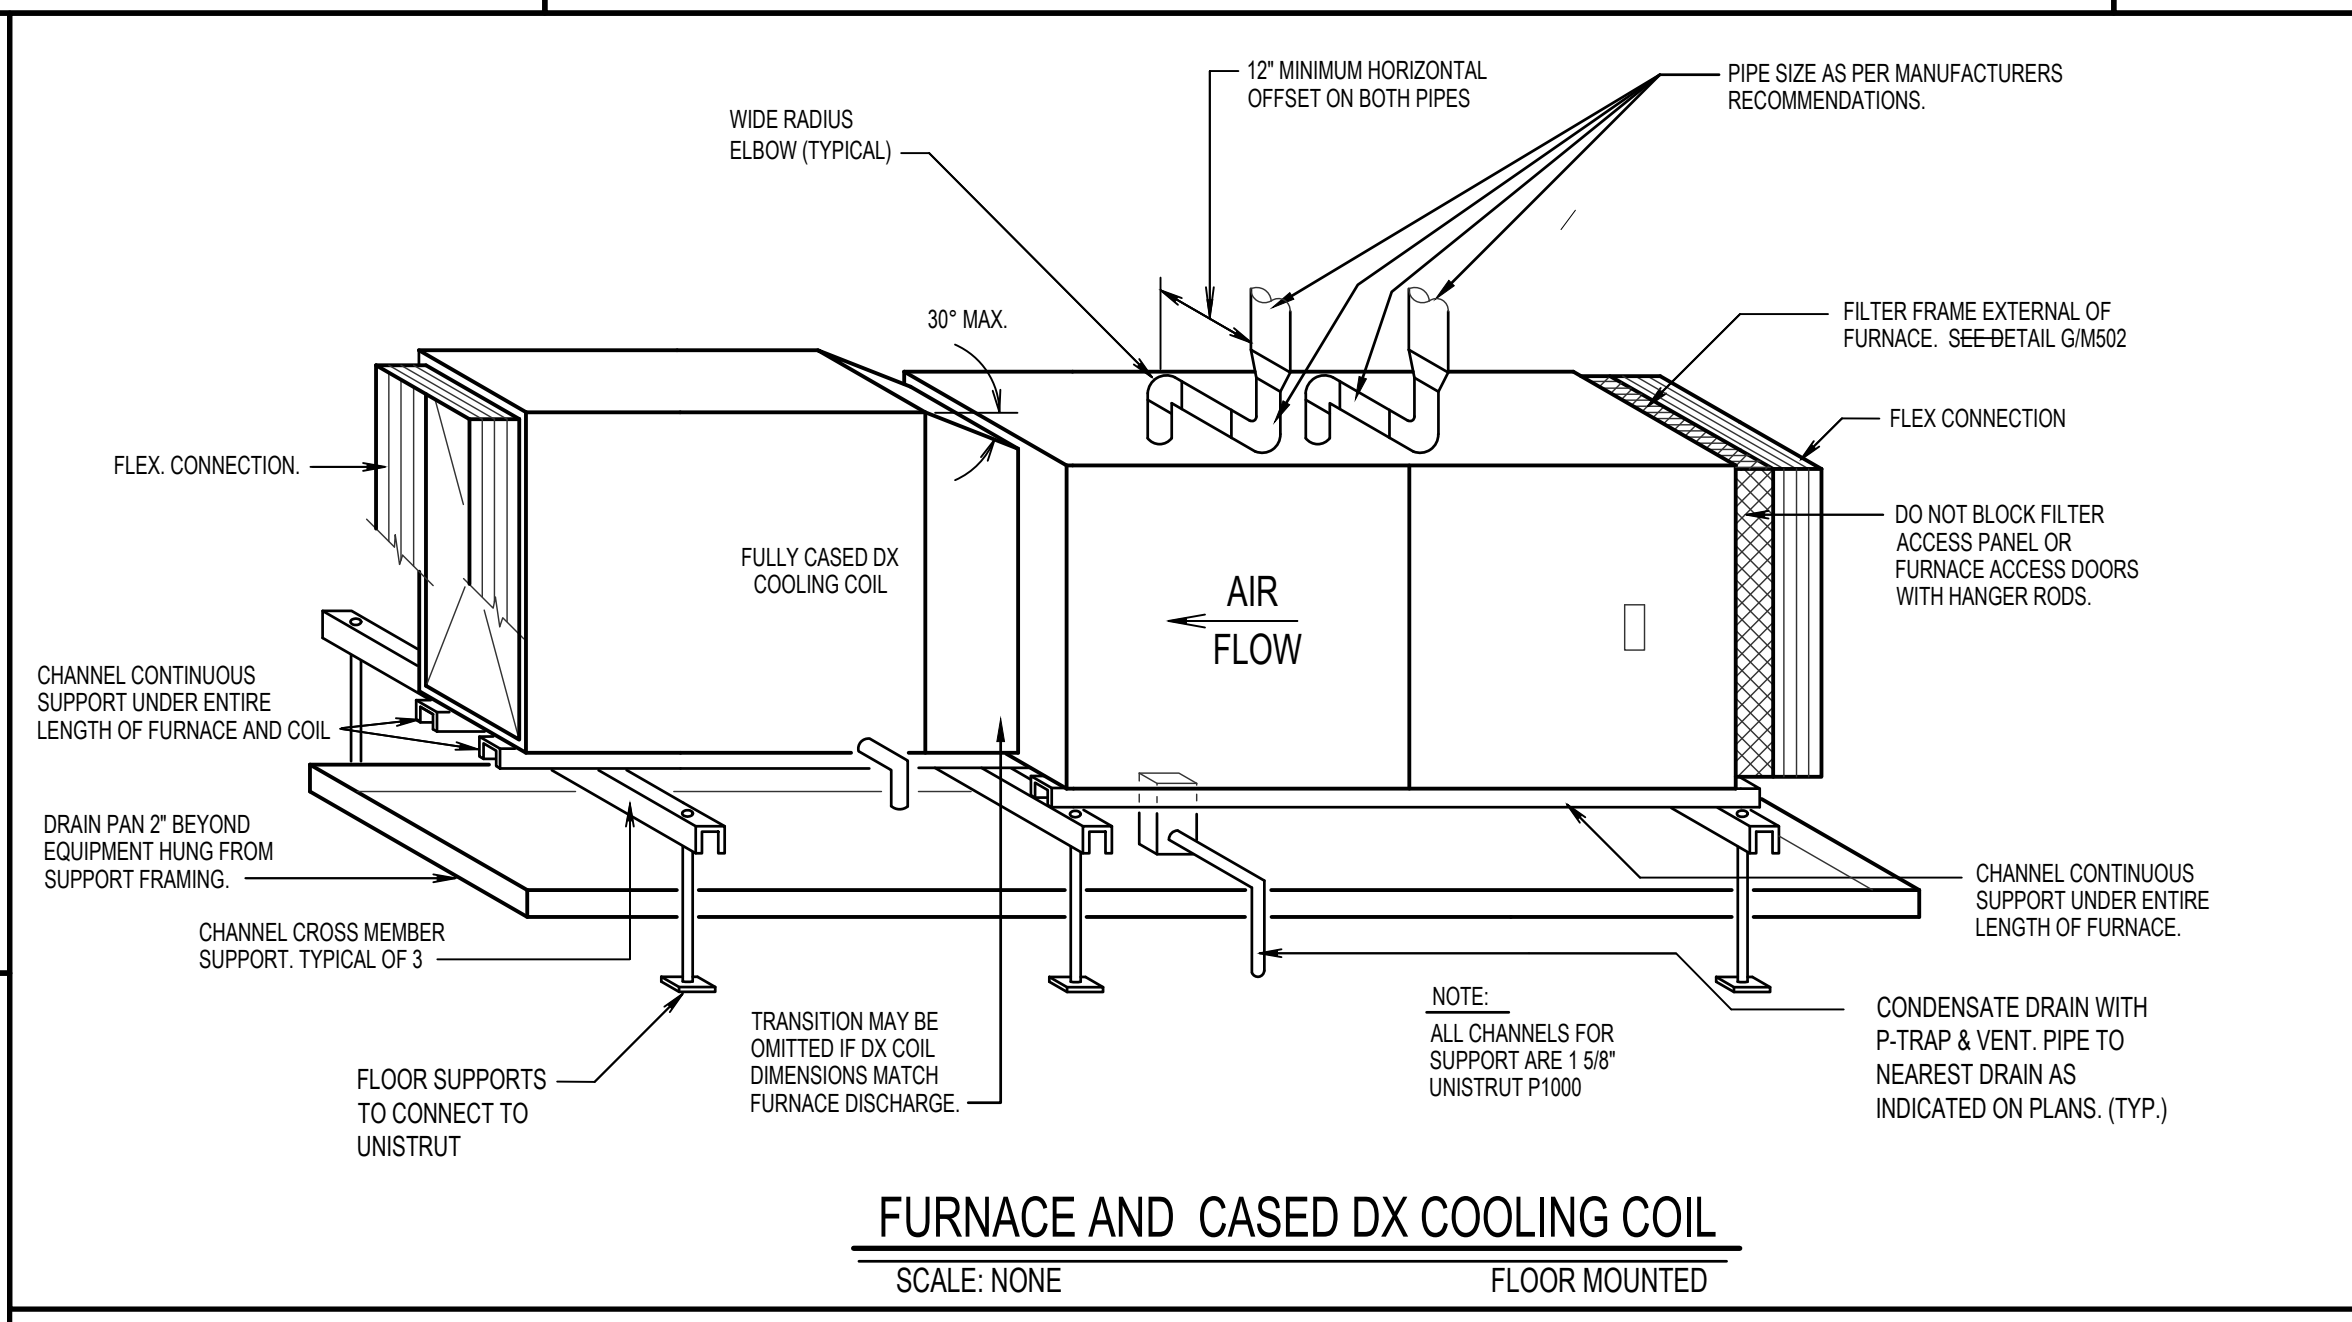 12" MINIMUM HORIZONTAL
OFFSET ON BOTH PIPES
PIPE SIZE AS PER MANUFACTURERS
RECOMMENDATIONS.
WIDE RADIUS
ELBOW (TYPICAL)
30° MAX.
FILTER FRAME EXTERNAL OF
FURNACE. SEE DETAIL G/M502
FLEX CONNECTION
FLEX. CONNECTION.
DO NOT BLOCK FILTER
ACCESS PANEL OR
FURNACE ACCESS DOORS
WITH HANGER RODS.
FULLY CASED DX
COOLING COIL
AIR
FLOW
CHANNEL CONTINUOUS
SUPPORT UNDER ENTIRE
LENGTH OF FURNACE AND COIL
DRAIN PAN 2" BEYOND
EQUIPMENT HUNG FROM
SUPPORT FRAMING.
CHANNEL CROSS MEMBER
SUPPORT. TYPICAL OF 3
CHANNEL CONTINUOUS
SUPPORT UNDER ENTIRE
LENGTH OF FURNACE.
FLOOR SUPPORTS
TO CONNECT TO
UNISTRUT
TRANSITION MAY BE
OMITTED IF DX COIL
DIMENSIONS MATCH
FURNACE DISCHARGE.
NOTE:
ALL CHANNELS FOR
SUPPORT ARE 1 5/8"
UNISTRUT P1000
CONDENSATE DRAIN WITH
P-TRAP & VENT. PIPE TO
NEAREST DRAIN AS
INDICATED ON PLANS. (TYP.)
FURNACE AND CASED DX COOLING COIL
SCALE: NONE
FLOOR MOUNTED